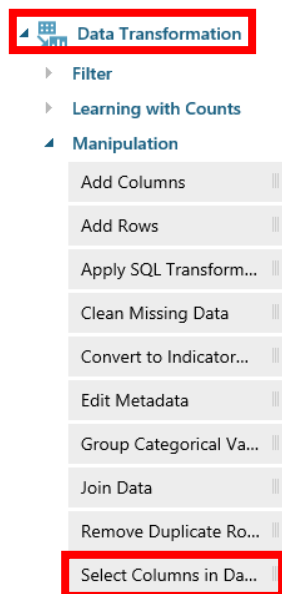 Data Transformation
Filter
Learning with Counts
Manipulation
Add Columns
Add Rows
Apply SQL Transform...
Clean Missing Data
Convert to Indicator...
Edit Metadata
Group Categorical Va...
Join Data
Remove Duplicate Ro...
Select Columns in Da...